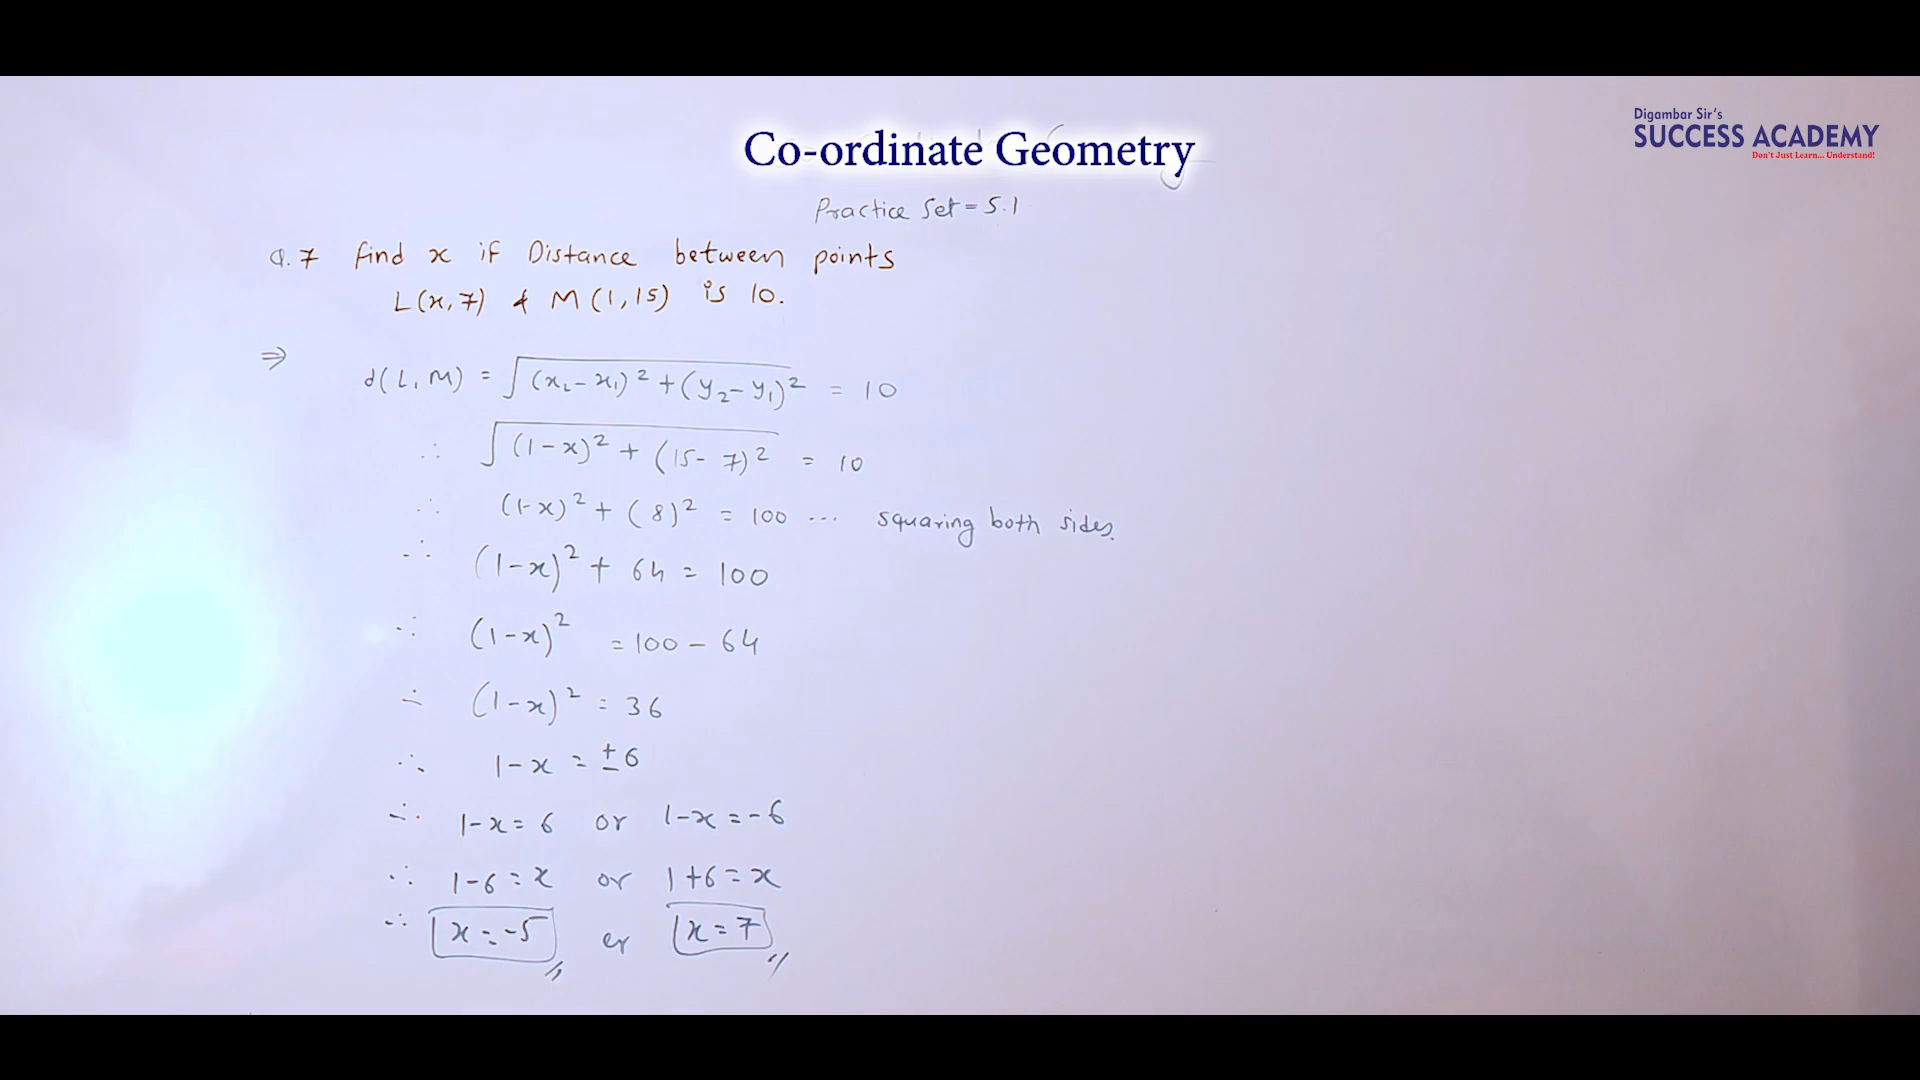 Digambar Sir's
SUCCESS ACADEMY
Don't Just Learn... Understand!
Co-ordinate Geometry
Practice Set = 5.1
Q.7 find x if Distance between points
L(x,7) & M(1,15) is 10.
⇒ d(L,M) = √(x₂-x₁)² + (y₂-y₁)² = 10
∴ √(1-x)² + (15-7)² = 10
∴ (1-x)² + (8)² = 100 ... squaring both sides.
∴ (1-x)² + 64 = 100
∴ (1-x)² = 100 - 64
∴ (1-x)² = 36
∴ 1-x = ±6
∴ 1-x = 6 or 1-x = -6
∴ 1-6 = x or 1+6 = x
∴ x = -5 or x = 7